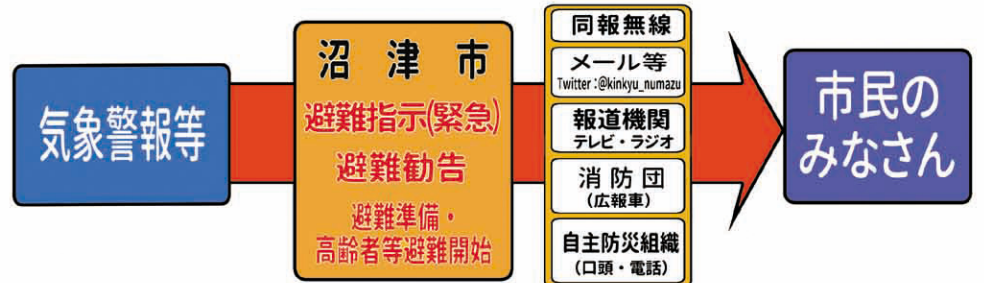 気象警報等
沼津市
避難指示(緊急)
避難勧告
避難準備・
高齢者等避難開始
同報無線
メール等
Twitter:@kinkyu_numazu
報道機関
テレビ・ラジオ
消防団
(広報車)
自主防災組織
(口頭・電話)
市民の
みなさん